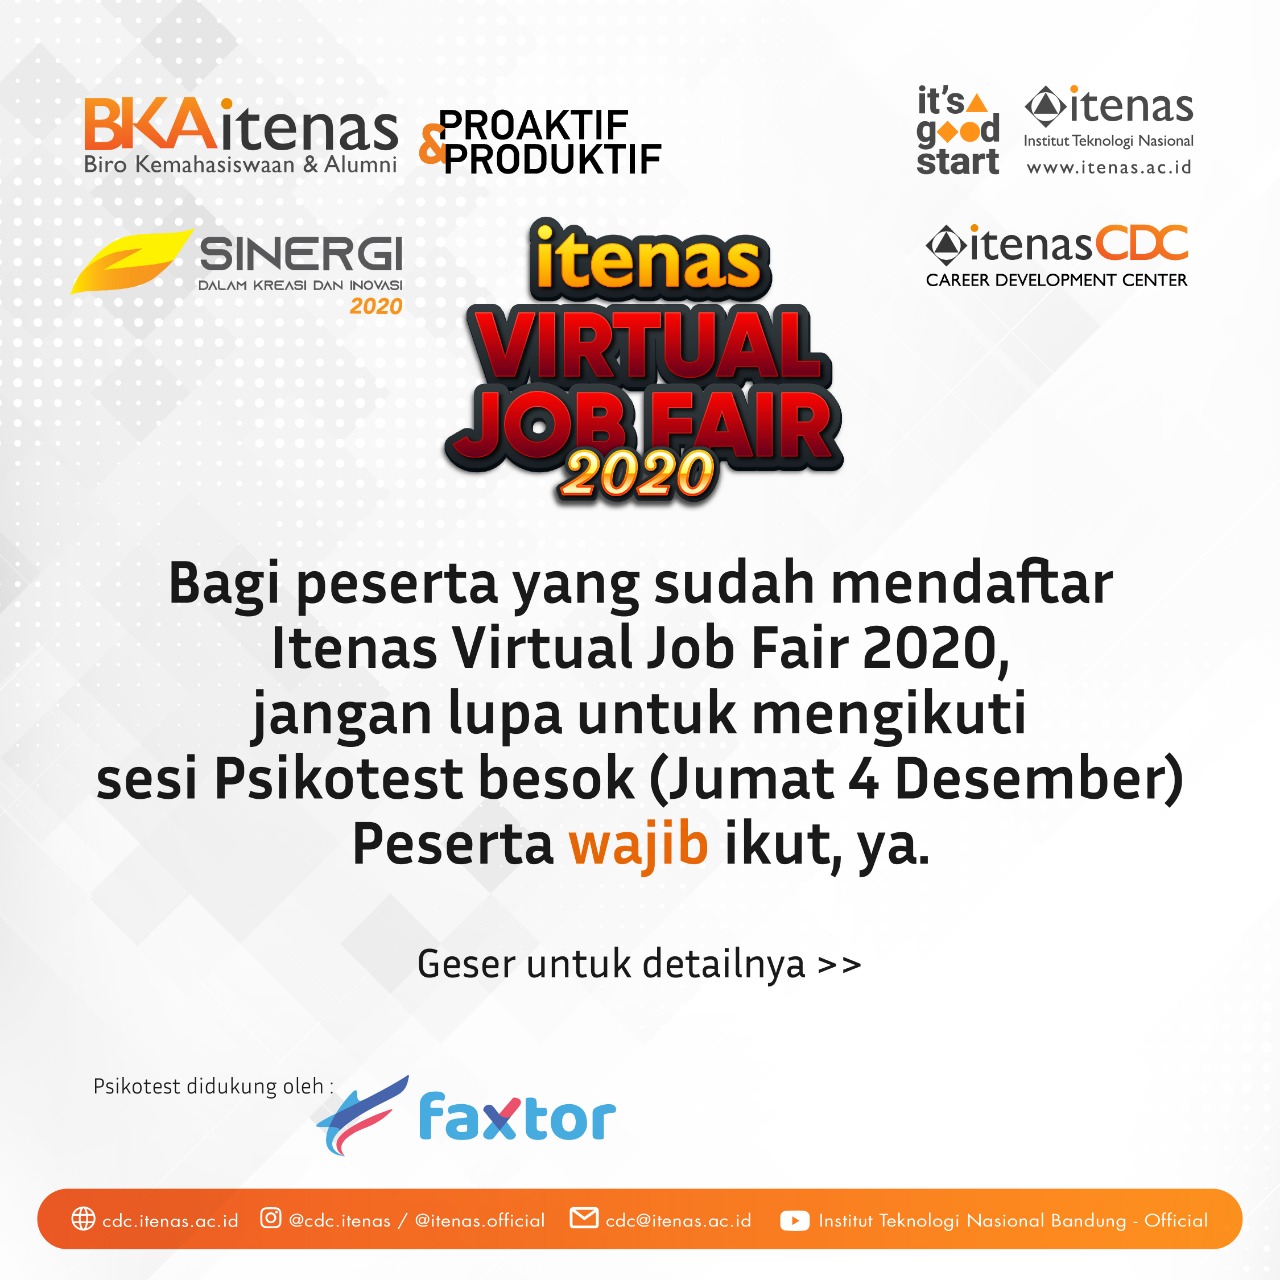 BKAitenas
Biro Kemahasiswaan & Alumni
PROAKTIF
& PRODUKTIF
it's
good
start
itenas
Institut Teknologi Nasional
www.itenas.ac.id
SINERGI
DALAM KREASI DAN INOVASI
2020
itenas
VIRTUAL
JOB FAIR
2020
itenasCDC
CAREER DEVELOPMENT CENTER
Bagi peserta yang sudah mendaftar
Itenas Virtual Job Fair 2020,
jangan lupa untuk mengikuti
sesi Psikotest besok (Jumat 4 Desember)
Peserta wajib ikut, ya.
Geser untuk detailnya >>
Psikotest didukung oleh :
faxtor
cdc.itenas.ac.id @cdc.itenas / @itenas.official cdc@itenas.ac.id Institut Teknologi Nasional Bandung - Official